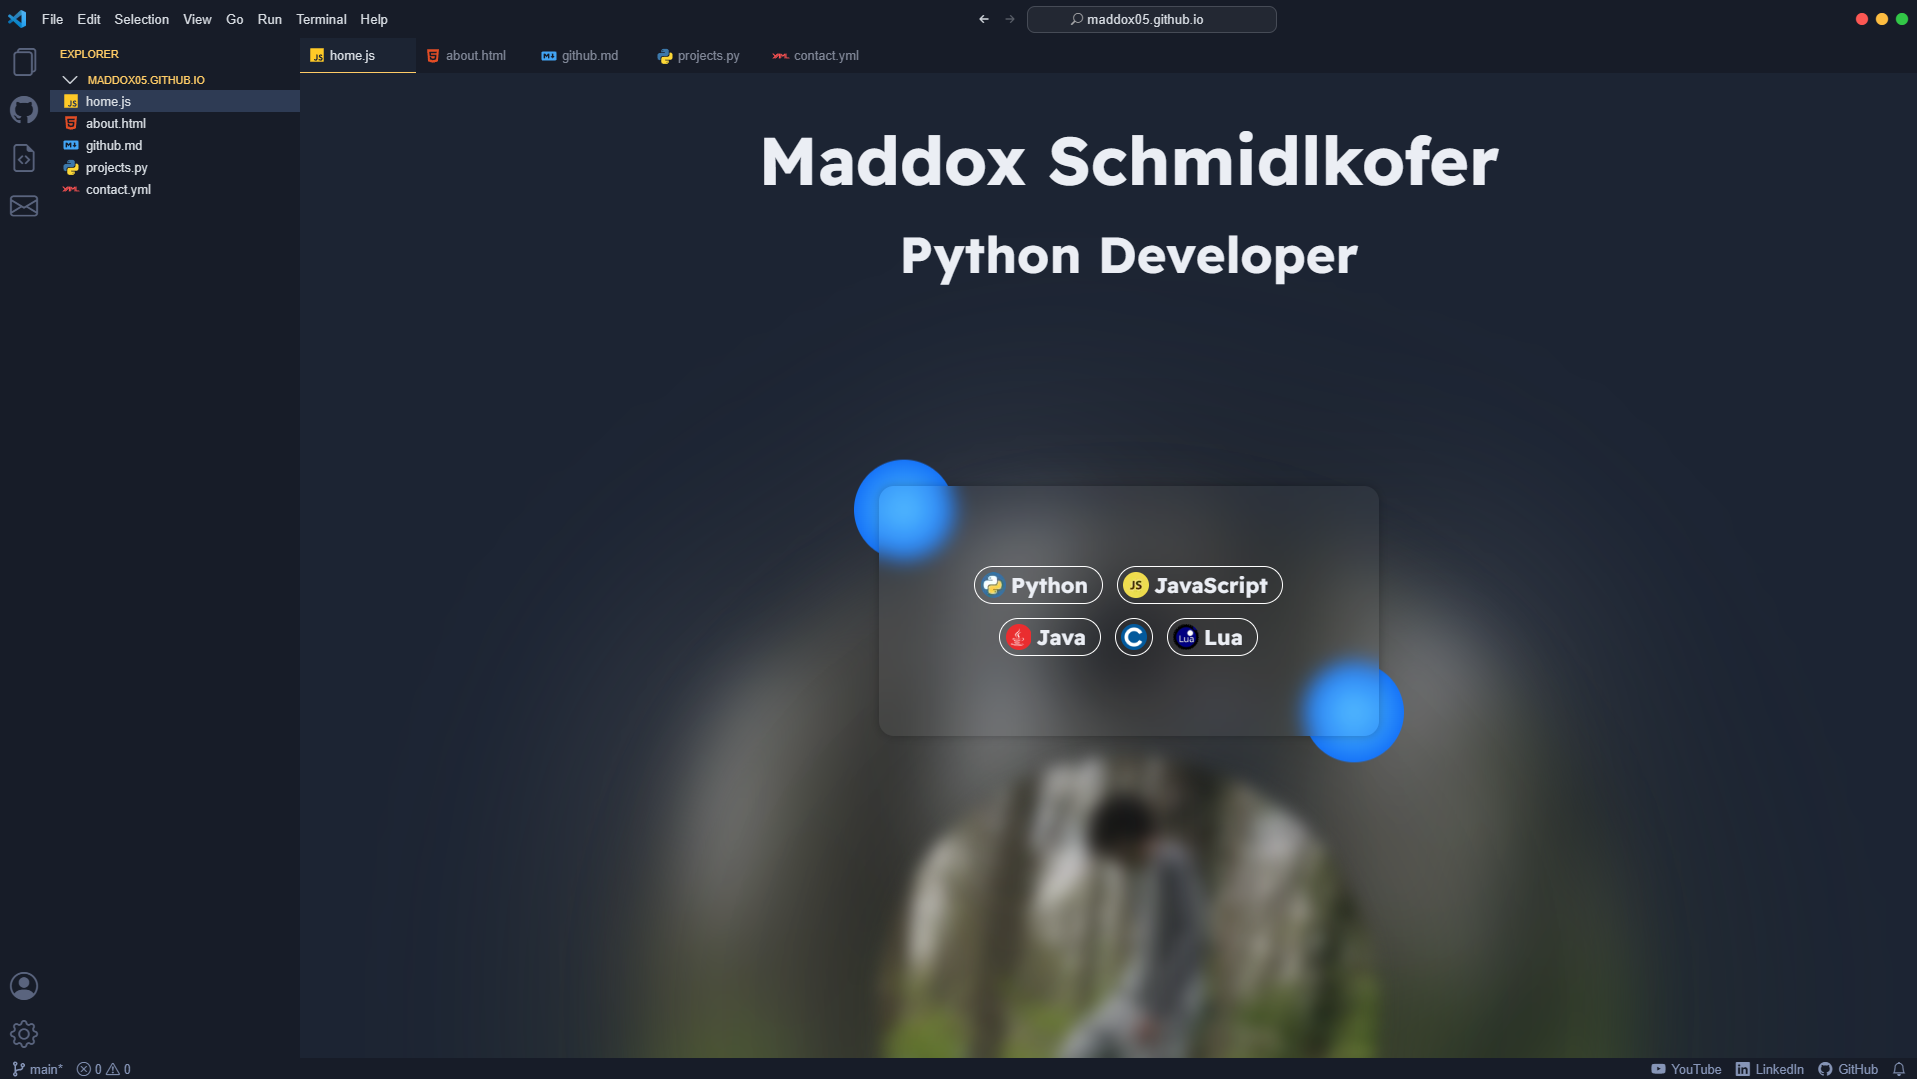 File Edit Selection View Go Run Terminal Help
maddox05.github.io
EXPLORER
MADDOX05.GITHUB.IO
home.js
about.html
github.md
projects.py
contact.yml
home.js about.html github.md projects.py contact.yml
Maddox Schmidlkofer
Python Developer
Python JS JavaScript
Java C Lua Lua
main* 0 0
YouTube LinkedIn GitHub